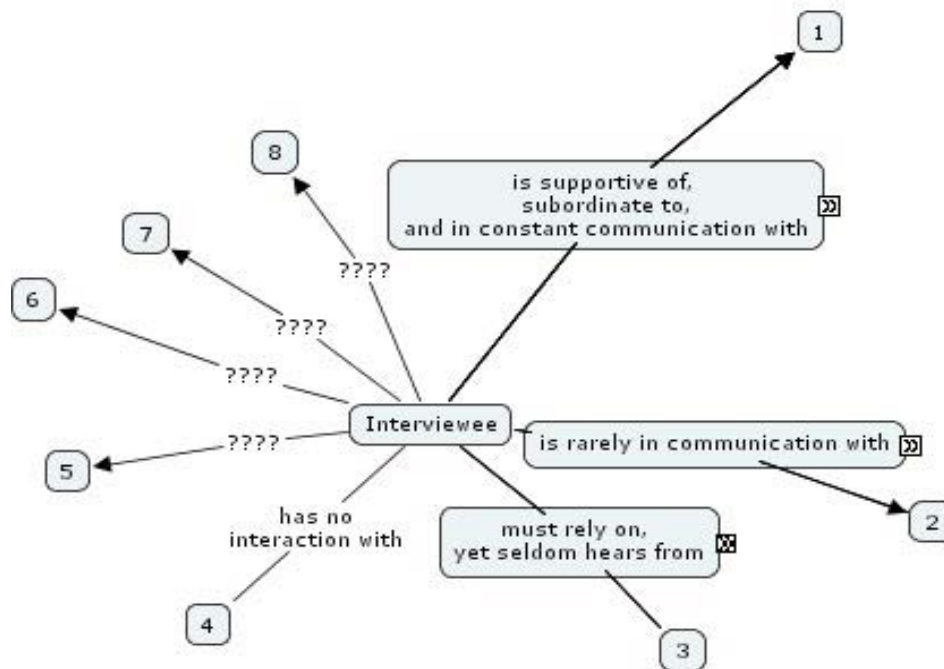 1
8
is supportive of,
subordinate to,
and in constant communication with
7
????
6
????
????
Interviewee
????
is rarely in communication with
5
has no
interaction with
must rely on,
yet seldom hears from
2
4
3